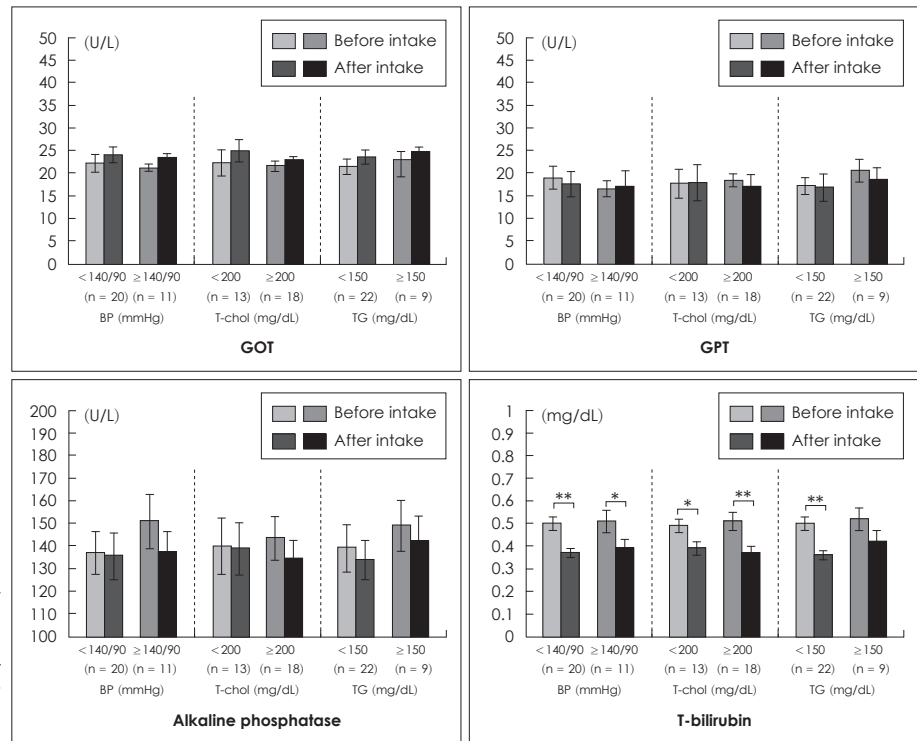 (U/L)
Before intake
After intake
50
45
40
35
30
25
20
15
10
5
0
<140/90 ≥140/90 <200 ≥200 <150 ≥150
(n = 20) (n = 11) (n = 13) (n = 18) (n = 22) (n = 9)
BP (mmHg) T-chol (mg/dL) TG (mg/dL)
GOT
(U/L)
Before intake
After intake
50
45
40
35
30
25
20
15
10
5
0
<140/90 ≥140/90 <200 ≥200 <150 ≥150
(n = 20) (n = 11) (n = 13) (n = 18) (n = 22) (n = 9)
BP (mmHg) T-chol (mg/dL) TG (mg/dL)
GPT
(U/L)
Before intake
After intake
200
190
180
170
160
150
140
130
120
110
100
<140/90 ≥140/90 <200 ≥200 <150 ≥150
(n = 20) (n = 11) (n = 13) (n = 18) (n = 22) (n = 9)
BP (mmHg) T-chol (mg/dL) TG (mg/dL)
Alkaline phosphatase
(mg/dL)
Before intake
After intake
1
0.9
0.8
0.7
0.6
0.5
0.4
0.3
0.2
0.1
0
** * * ** **
<140/90 ≥140/90 <200 ≥200 <150 ≥150
(n = 20) (n = 11) (n = 13) (n = 18) (n = 22) (n = 9)
BP (mmHg) T-chol (mg/dL) TG (mg/dL)
T-bilirubin